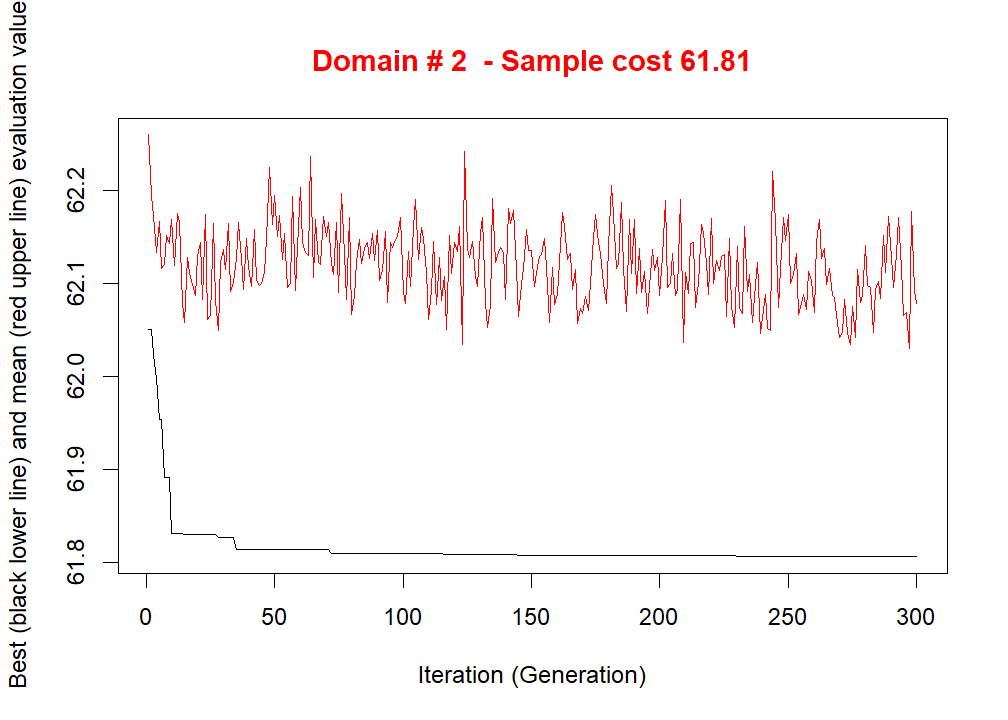 Domain # 2  - Sample cost 61.81
Best (black lower line) and mean (red upper line) evaluation value
62.2
62.1
62.0
61.9
61.8
0 50 100 150 200 250 300
Iteration (Generation)